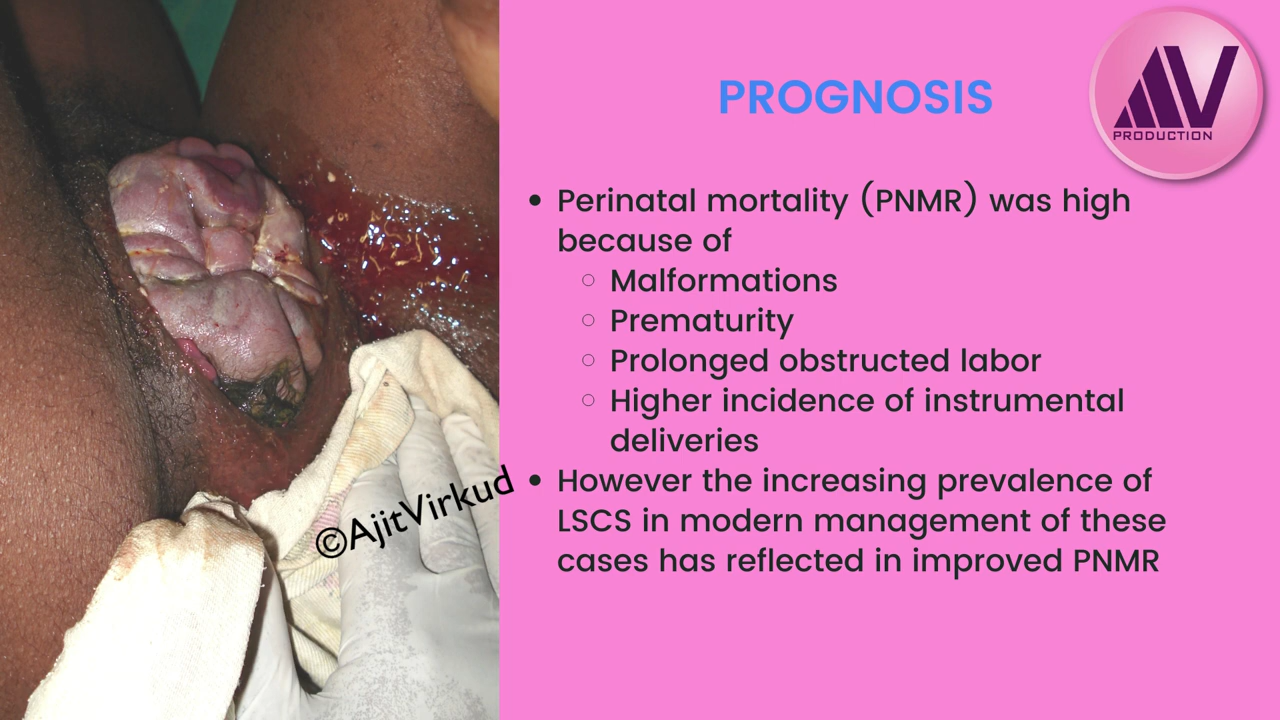 PROGNOSIS
AV
PRODUCTION
• Perinatal mortality (PNMR) was high
because of
○ Malformations
○ Prematurity
○ Prolonged obstructed labor
○ Higher incidence of instrumental
deliveries
• However the increasing prevalence of
LSCS in modern management of these
cases has reflected in improved PNMR
©AjitVirkud